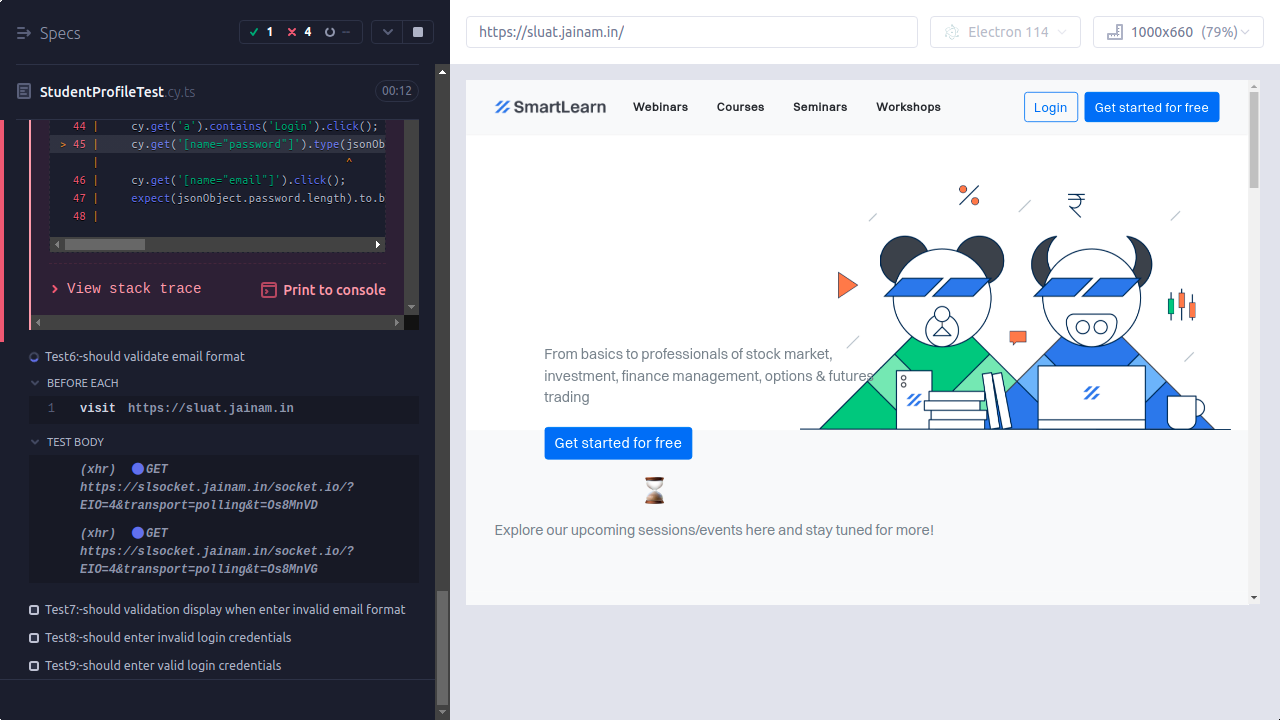 Specs
1
4
--
StudentProfileTest.cy.ts
00:12
44 | cy.get('a').contains('Login').click();
> 45 | cy.get('[name="password"]').type(jsonOb
| ^
46 | cy.get('[name="email"]').click();
47 | expect(jsonObject.password.length).to.b
48 |
View stack trace
Print to console
Test6:-should validate email format
BEFORE EACH
1 visit https://sluat.jainam.in
TEST BODY
(xhr) GET
https://slsocket.jainam.in/socket.io/?
EIO=4&transport=polling&t=Os8MnVD
(xhr) GET
https://slsocket.jainam.in/socket.io/?
EIO=4&transport=polling&t=Os8MnVG
Test7:-should validation display when enter invalid email format
Test8:-should enter invalid login credentials
Test9:-should enter valid login credentials
https://sluat.jainam.in/
Electron 114
1000x660 (79%)
SmartLearn
Webinars
Courses
Seminars
Workshops
Login
Get started for free
%
₹
From basics to professionals of stock market,
investment, finance management, options & futures
trading
Get started for free
Explore our upcoming sessions/events here and stay tuned for more!